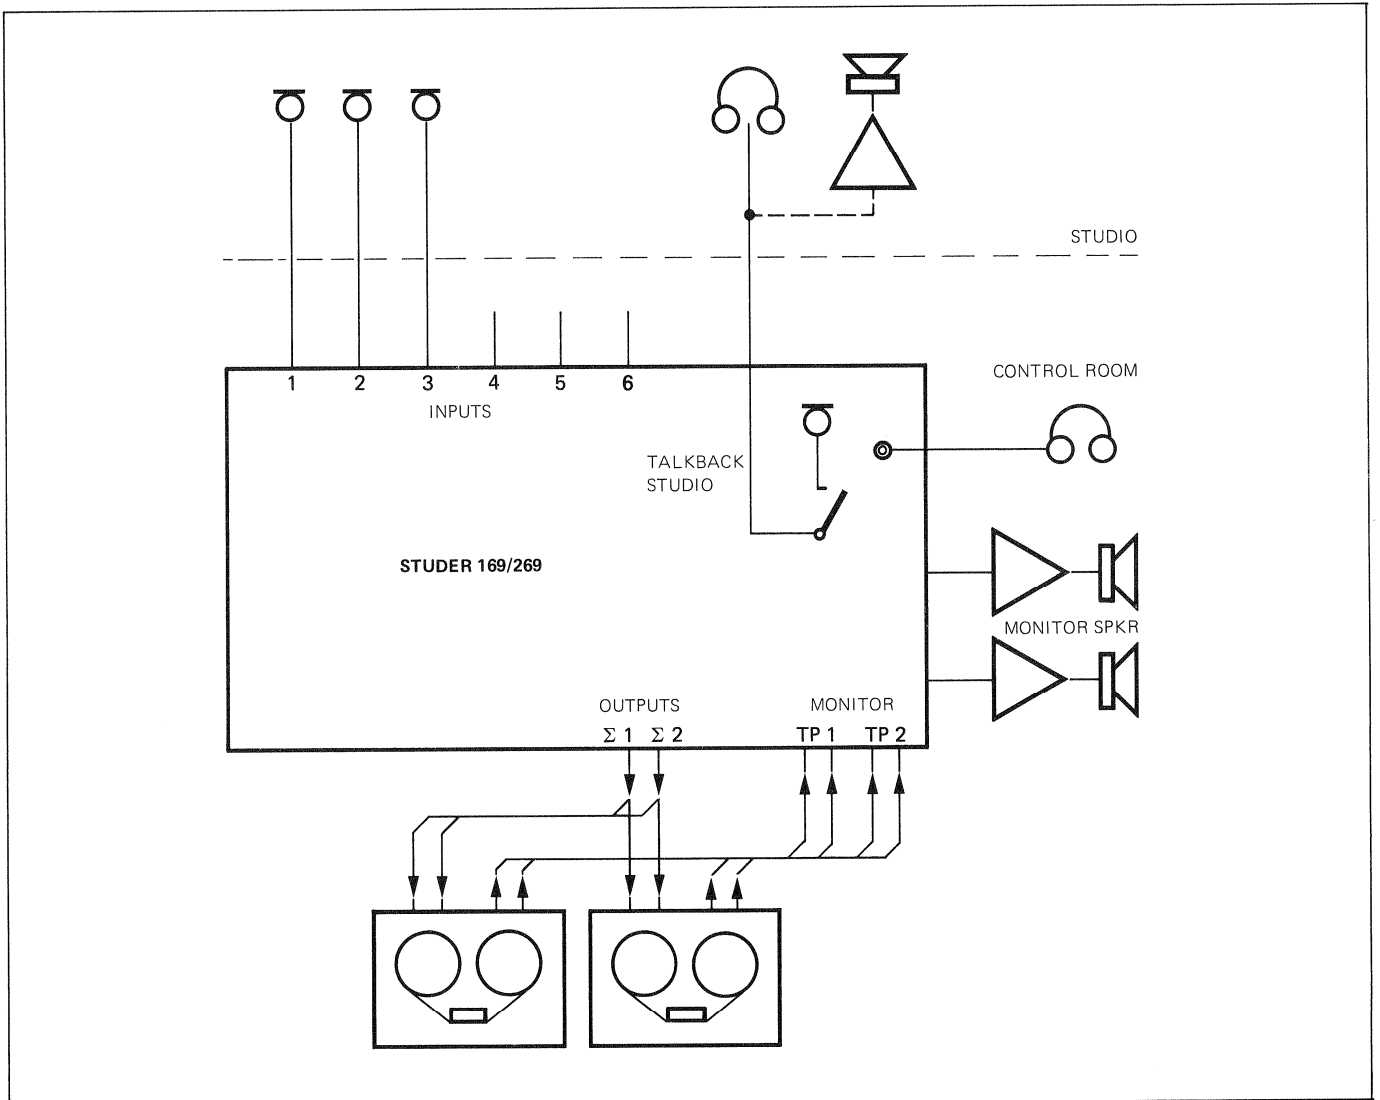 STUDIO
CONTROL ROOM
1 2 3 4 5 6
INPUTS
TALKBACK
STUDIO
STUDER 169/269
MONITOR SPKR
OUTPUTS MONITOR
Σ 1 Σ 2 TP 1 TP 2